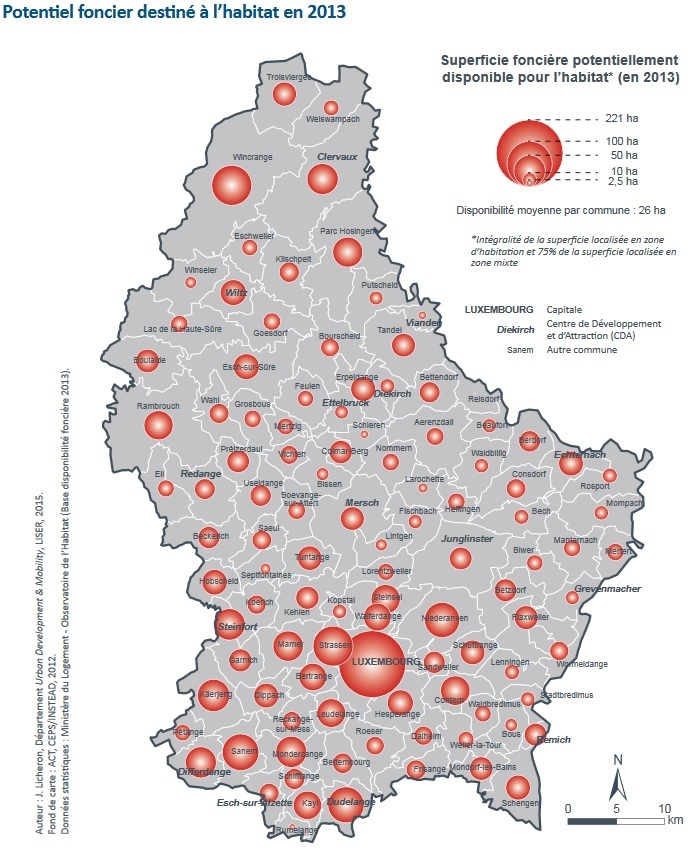 Potentiel foncier destiné à l'habitat en 2013
Superficie foncière potentiellement
disponible pour l'habitat* (en 2013)
221 ha
100 ha
50 ha
10 ha
2,5 ha
Disponibilité moyenne par commune : 26 ha
*Intégralité de la superficie localisée en zone
d'habitation et 75% de la superficie localisée en
zone mixte
LUXEMBOURG Capitale
Diekirch Centre de Développement
et d'Attraction (CDA)
Sanem Autre commune
Troisvierges
Weiswampach
Wincrange
Clervaux
Eschweiler
Parc Hosingen
Kiischpelt
Winseler
Wiltz
Putscheid
Vianden
Lac de la Haute-Sûre
Goesdorf
Bourscheid
Tandel
Boulaide
Esch-sur-Sûre
Erpeldange
Bettendorf
Feulen
Diekirch
Reisdorf
Rambrouch
Wahl
Grosbous
Ettelbruck
Mertzig
Schieren
Aerenzdall
Beaufort
Berdorf
Préizerdaul
Vichten
Colmar-Berg
Nommern
Waldbillig
Echternach
Ell
Redange
Useldange
Bissen
Larochette
Consdorf
Rosport
Boevange-
sur-Attert
Mersch
Fischbach
Heffingen
Bech
Mompach
Beckerich
Saeul
Lintgen
Junglinster
Manternach
Mertert
Tuntange
Biwer
Hobscheid
Septfontaines
Lorentzweiler
Grevenmacher
Koerich
Kehlen
Kopstal
Steinsel
Betzdorf
Walferdange
Niederanven
Flaxweiler
Steinfort
Mamer
Strassen
Schuttrange
Garnich
LUXEMBOURG
Sandweiler
Lenningen
Wormeldange
Bertrange
Käerjeng
Dippach
Contern
Stadtbredimus
Leudelange
Hesperange
Waldbredimus
Reckange-
sur-Mess
Pétange
Roeser
Dalheim
Bous
Weiler-la-Tour
Remich
Sanem
Mondercange
Bettembourg
Differdange
Frisange
Mondorf-les-Bains
Schifflange
Esch-sur-Alzette
Kayl
Dudelange
Schengen
Rumelange
N
0 5 10
km
Auteur : J. Licheron, Département Urban Development & Mobility, LISER, 2015.
Fond de carte : ACT, CEPS/INSTEAD, 2012.
Données statistiques : Ministère du Logement - Observatoire de l'Habitat (Base disponibilité foncière 2013).